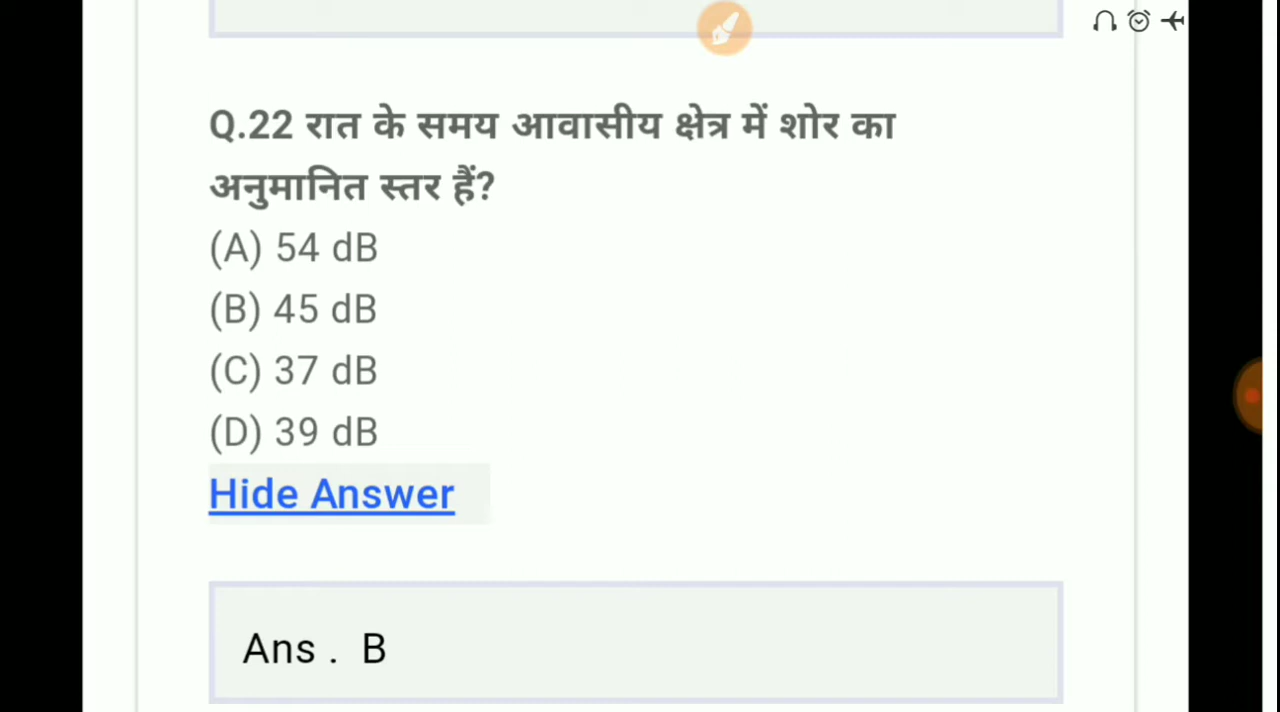 Q.22 रात के समय आवासीय क्षेत्र में शोर का
अनुमानित स्तर हैं?
(A) 54 dB
(B) 45 dB
(C) 37 dB
(D) 39 dB
Hide Answer
Ans . B